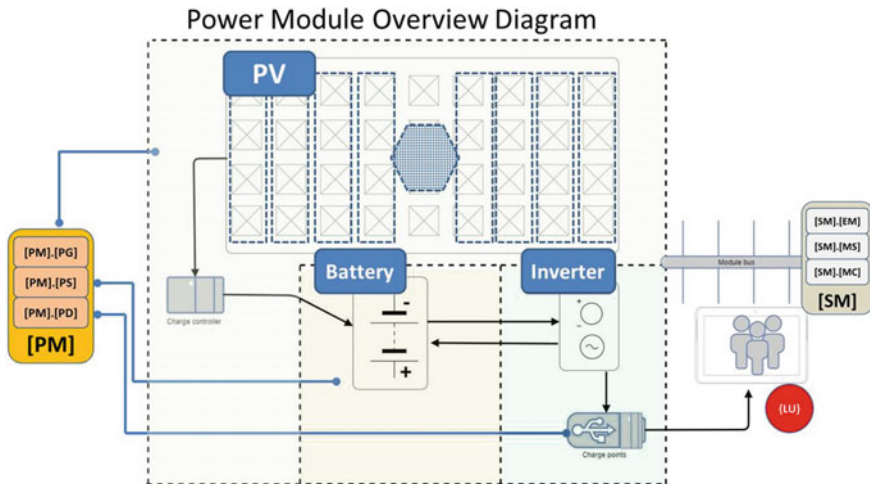 Power Module Overview Diagram
PV
[PM].[PG]
[PM].[PS]
[PM].[PD]
[PM]
Battery
Inverter
Charge controller
-
+
+
-
Charge points
Module bus
[SM].[EM]
[SM].[MS]
[SM].[MC]
[SM]
{LU}